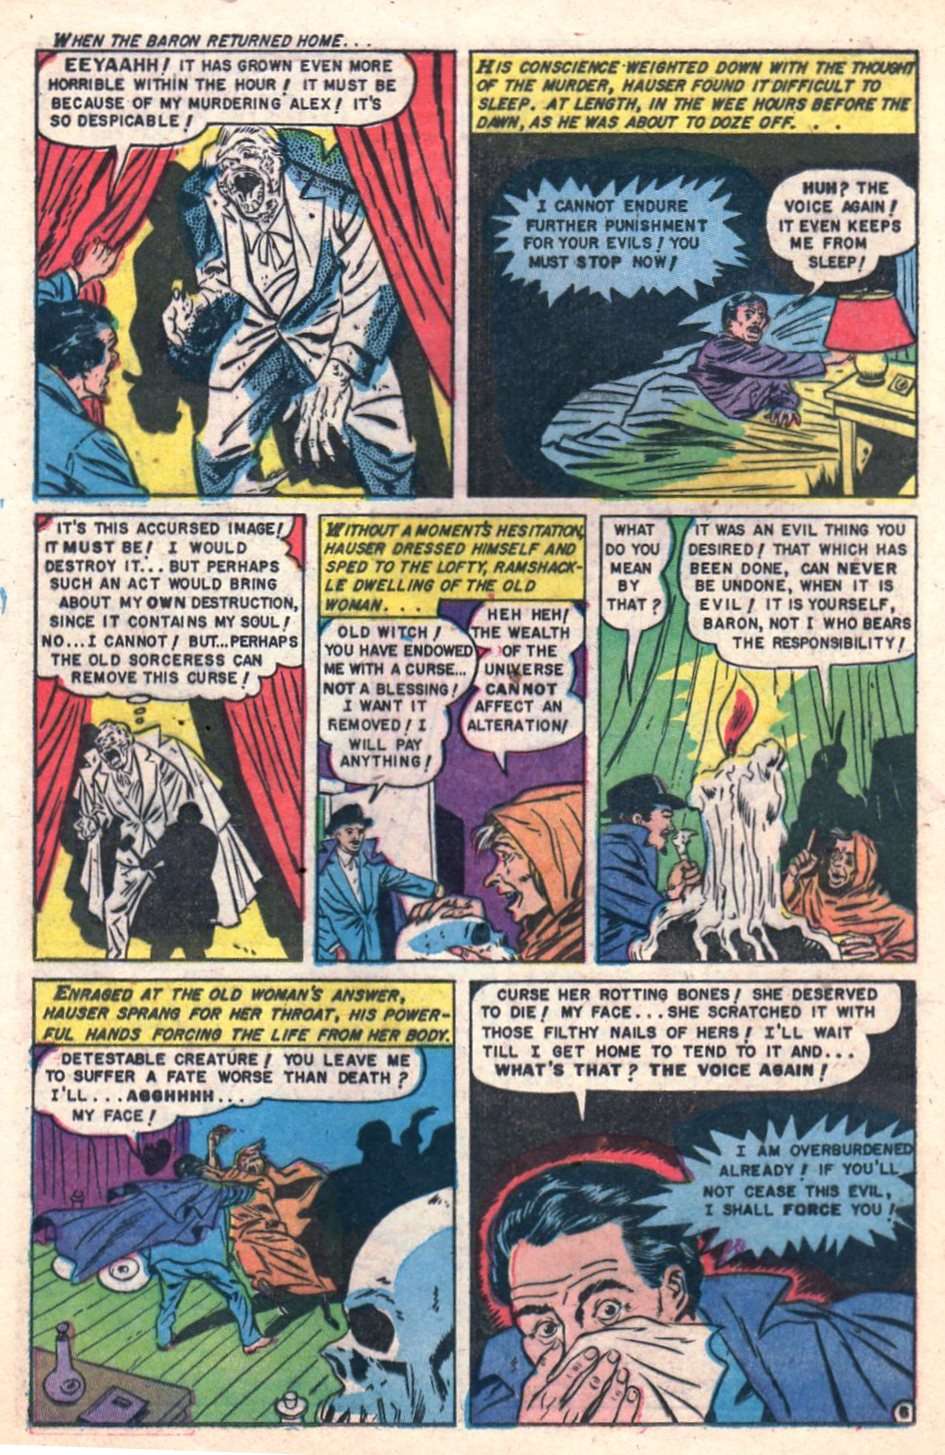 WHEN THE BARON RETURNED HOME...
EEYAAHH! IT HAS GROWN EVEN MORE
HORRIBLE WITHIN THE HOUR! IT MUST BE
BECAUSE OF MY MURDERING ALEX! IT'S
SO DESPICABLE!
HIS CONSCIENCE WEIGHTED DOWN WITH THE THOUGHT
OF THE MURDER, HAUSER FOUND IT DIFFICULT TO
SLEEP. AT LENGTH, IN THE WEE HOURS BEFORE THE
DAWN, AS HE WAS ABOUT TO DOZE OFF. . .
I CANNOT ENDURE
FURTHER PUNISHMENT
FOR YOUR EVILS! YOU
MUST STOP NOW!
HUH? THE
VOICE AGAIN!
IT EVEN KEEPS
ME FROM
SLEEP!
IT'S THIS ACCURSED IMAGE!
IT MUST BE! I WOULD
DESTROY IT...BUT PERHAPS
SUCH AN ACT WOULD BRING
ABOUT MY OWN DESTRUCTION,
SINCE IT CONTAINS MY SOUL!
NO...I CANNOT! BUT...PERHAPS
THE OLD SORCERESS CAN
REMOVE THIS CURSE!
WITHOUT A MOMENT'S HESITATION,
HAUSER DRESSED HIMSELF AND
SPED TO THE LOFTY, RAMSHACK-
LE DWELLING OF THE OLD
WOMAN. . . .
OLD WITCH!
YOU HAVE ENDOWED
ME WITH A CURSE...
NOT A BLESSING!
I WANT IT
REMOVED! I
WILL PAY
ANYTHING!
HEH HEH!
THE WEALTH
OF THE
UNIVERSE
CANNOT
AFFECT AN
ALTERATION!
WHAT
DO YOU
MEAN
BY
THAT?
IT WAS AN EVIL THING YOU
DESIRED! THAT WHICH HAS
BEEN DONE, CAN NEVER
BE UNDONE, WHEN IT IS
EVIL! IT IS YOURSELF,
BARON, NOT I WHO BEARS
THE RESPONSIBILITY!
ENRAGED AT THE OLD WOMAN'S ANSWER,
HAUSER SPRANG FOR HER THROAT, HIS POWER-
FUL HANDS FORCING THE LIFE FROM HER BODY.
DETESTABLE CREATURE! YOU LEAVE ME
TO SUFFER A FATE WORSE THAN DEATH?
I'LL...AGGHHHH...
MY FACE!
CURSE HER ROTTING BONES! SHE DESERVED
TO DIE! MY FACE...SHE SCRATCHED IT WITH
THOSE FILTHY NAILS OF HERS! I'LL WAIT
TILL I GET HOME TO TEND TO IT AND...
WHAT'S THAT? THE VOICE AGAIN!
I AM OVERBURDENED
ALREADY! IF YOU'LL
NOT CEASE THIS EVIL,
I SHALL FORCE YOU!